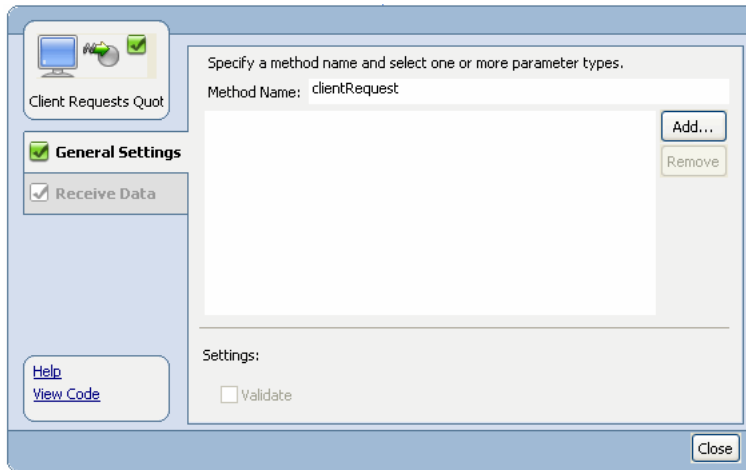 Client Requests Quot
General Settings
Receive Data
Help
View Code
Specify a method name and select one or more parameter types.
Method Name: clientRequest
Add...
Remove
Settings:
Validate
Close